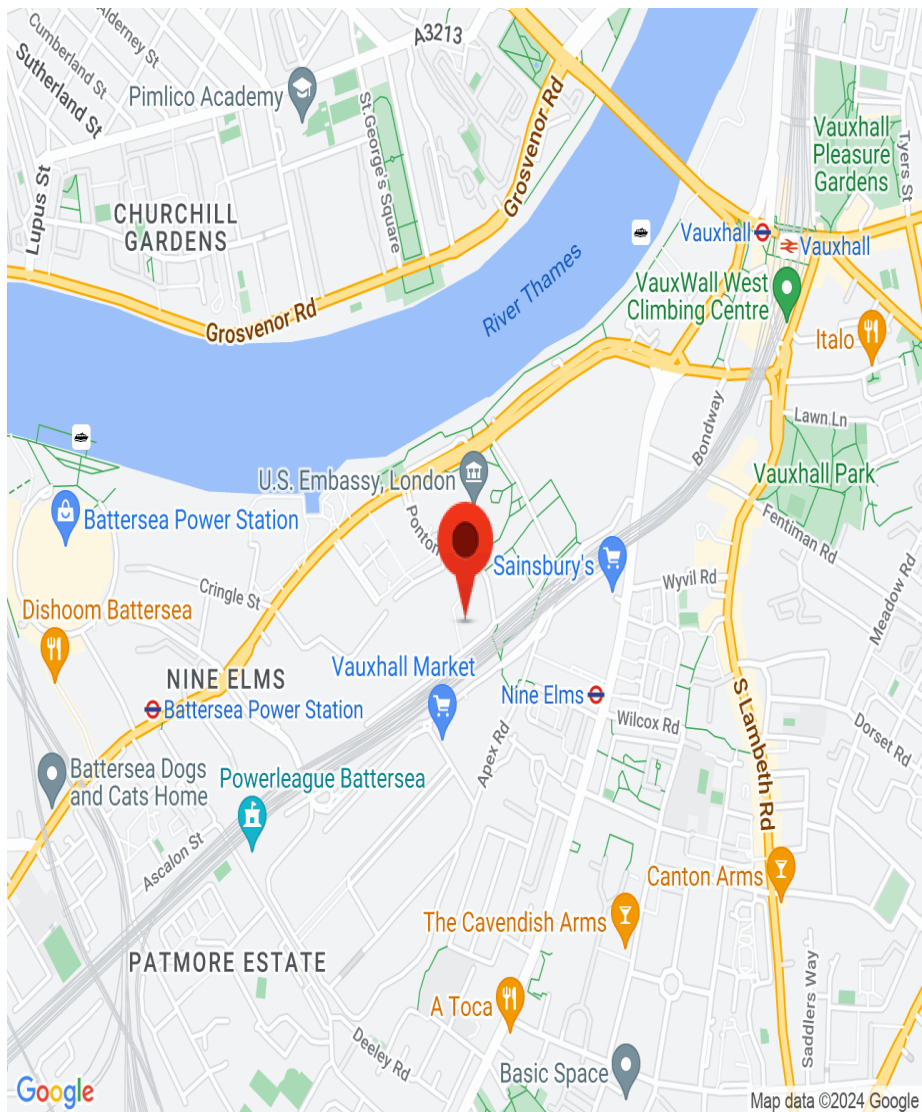 Alderney St
Cumberland St
Sutherland St
A3213
Pimlico Academy
St.George's Square
Grosvenor Rd
Vauxhall
Pleasure
Gardens
Tyers St
Lupus St
CHURCHILL
GARDENS
Vauxhall
Vauxhall
River Thames
VauxWall West
Climbing Centre
Grosvenor Rd
Italo
Bondway
Lawn Ln
U.S. Embassy, London
Vauxhall Park
Ponton
Battersea Power Station
Fentiman Rd
Sainsbury's
Cringle St
Wyvil Rd
Meadow Rd
Dishoom Battersea
NINE ELMS
Vauxhall Market
Nine Elms
Battersea Power Station
Wilcox Rd
S Lambeth Rd
Dorset Rd
Apex Rd
Battersea Dogs
and Cats Home
Powerleague Battersea
Ascalon St
Canton Arms
The Cavendish Arms
PATMORE ESTATE
Saddlers Way
A Toca
Deeley Rd
Basic Space
Google
Map data ©2024 Google